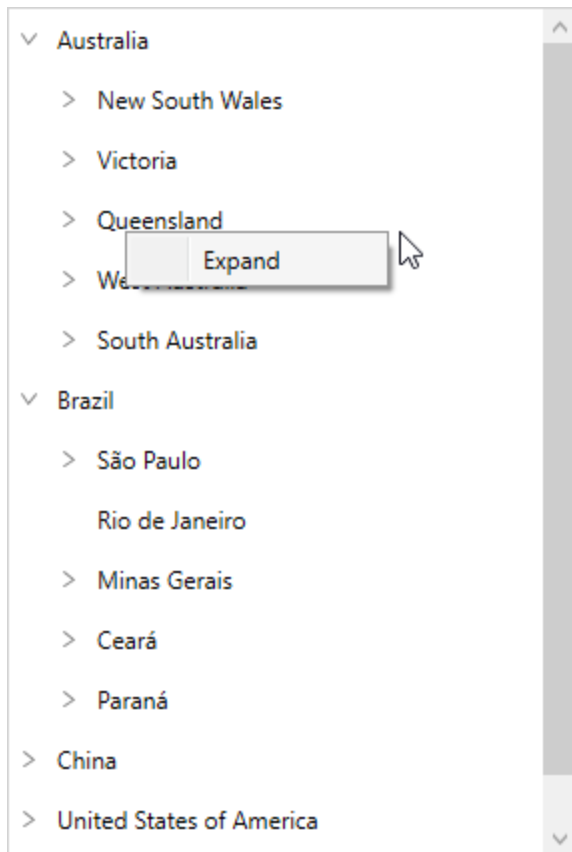 Australia
New South Wales
Victoria
Queensland
Expand
South Australia
Brazil
São Paulo
Rio de Janeiro
Minas Gerais
Ceará
Paraná
China
United States of America